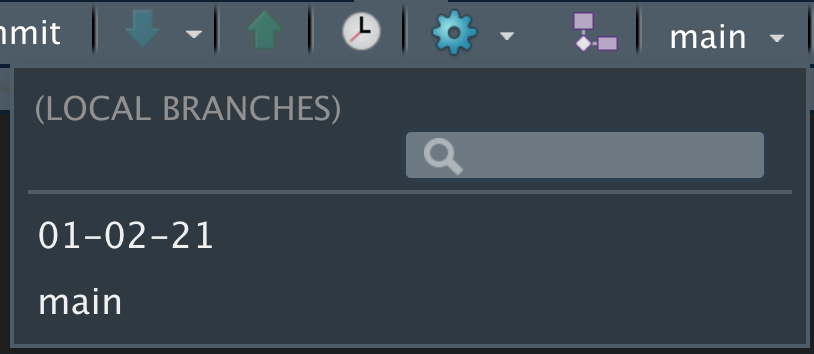 mmit
main
(LOCAL BRANCHES)
01-02-21
main